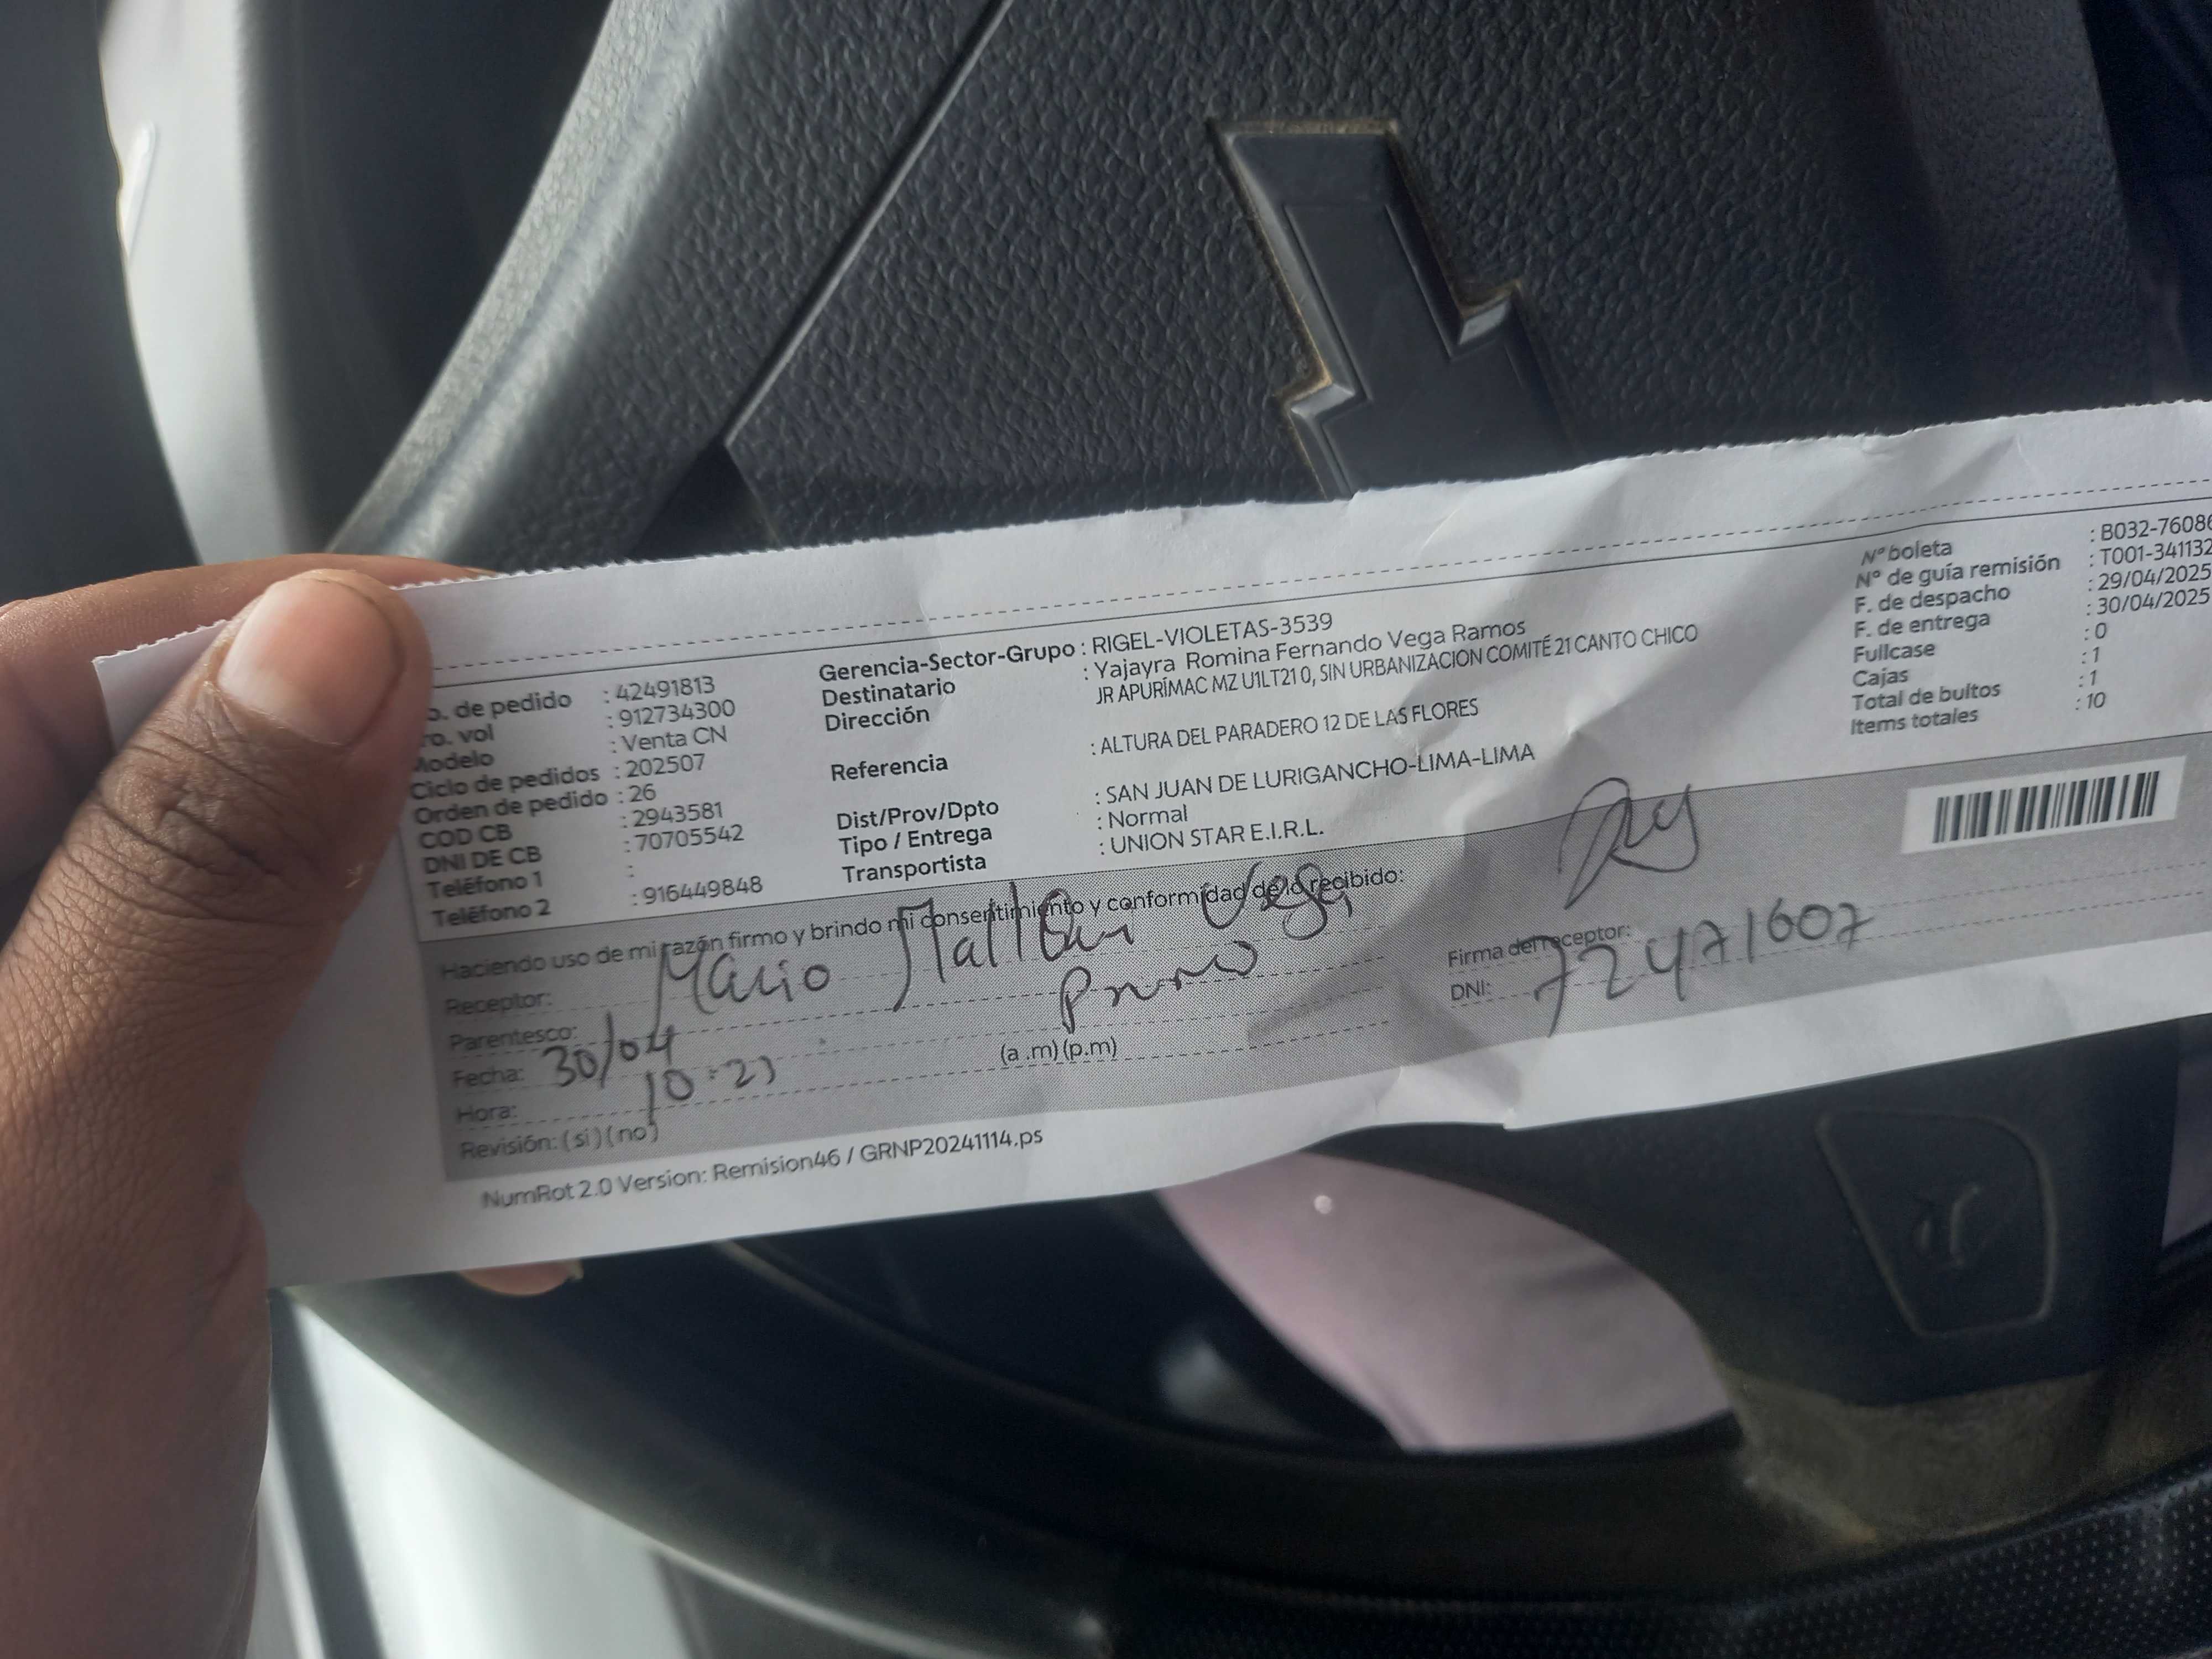 o. de pedido : 42491813
ro. vol : 912734300
Modelo : Venta CN
Ciclo de pedidos : 202507
Orden de pedido : 26
COD CB : 2943581
DNI DE CB : 70705542
Teléfono 1 :
Teléfono 2 : 916449848
Gerencia-Sector-Grupo : RIGEL-VIOLETAS-3539
Destinatario : Yajayra Romina Fernando Vega Ramos
Dirección JR APURÍMAC MZ U1LT21 0, SIN URBANIZACION COMITÉ 21 CANTO CHICO
Referencia : ALTURA DEL PARADERO 12 DE LAS FLORES
Dist/Prov/Dpto : SAN JUAN DE LURIGANCHO-LIMA-LIMA
Tipo / Entrega : Normal
Transportista : UNION STAR E.I.R.L.
Nº boleta : B032-76086
Nº de guía remisión : T001-341132
F. de despacho : 29/04/2025
F. de entrega : 30/04/2025
Fullcase : 0
Cajas : 1
Total de bultos : 1
Items totales : 10
Haciendo uso de mi razón firmo y brindo mi consentimiento y conformidad de lo recibido:
Receptor: Mario Vega
Parentesco: Primo
Fecha: 30/04
Hora: 10:23 (a .m) (p.m)
Revisión: (si) (no)
Firma del receptor:
DNI: 72471607
NumRot 2.0 Version: Remision46 / GRNP20241114.ps